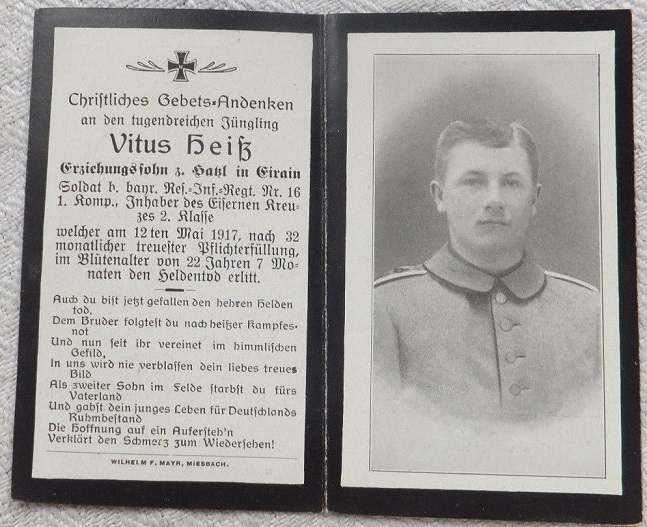 Chriſtliches Gebets-Andenken
an den tugendreichen Jüngling
Vitus Heiß
Erziehungsſohn z. Hatzl in Eirain
Soldat b. bayr. Reſ.-Inf.-Regt. Nr. 16
1. Komp., Inhaber des Eiſernen Kreu-
zes 2. Klaſſe
welcher am 12ten Mai 1917, nach 32
monatlicher treueſter Pflichterfüllung,
im Blütenalter von 22 Jahren 7 Mo-
naten den Heldentod erlitt.
Auch du biſt jetzt gefallen den hehren Helden
tod.
Dem Bruder folgteſt du nach heißer Kampfes-
not
Und nun ſeit ihr vereinet im himmliſchen
Gefild,
In uns wird nie verblaſſen dein liebes treues
Bild
Als zweiter Sohn im Felde ſtarbſt du fürs
Vaterland
Und gabſt dein junges Leben für Deutſchlands
Ruhmbeſtand
Die Hoffnung auf ein Auferſteh'n
Verklärt den Schmerz zum Wiederſehen!
WILHELM F. MAYR, MIESBACH.